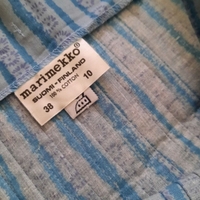 marimekko®
SUOMI-FINLAND
100% COTTON
38 10